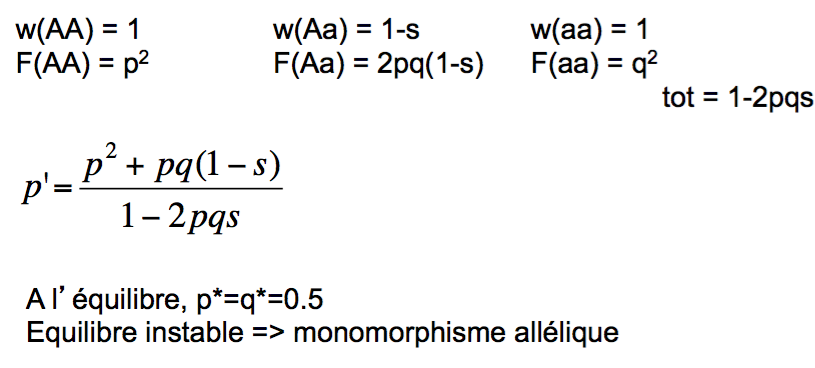 w(AA) = 1 w(Aa) = 1-s w(aa) = 1
F(AA) = p² F(Aa) = 2pq(1-s) F(aa) = q²
tot = 1-2pqs
p' = \frac{p² + pq(1 − s)}{1 − 2pqs}
A l’ équilibre, p*=q*=0.5
Equilibre instable => monomorphisme allélique